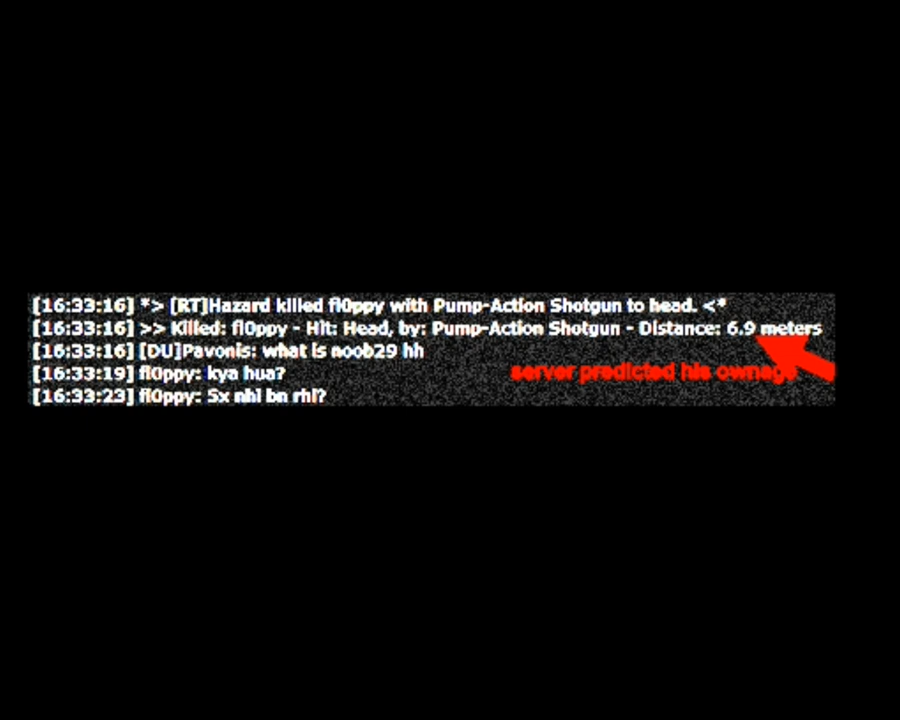 [16:33:16] *> [RT]Hazard killed fl0ppy with Pump-Action Shotgun to head. <*
[16:33:16] >> Killed: fl0ppy - Hit: Head, by: Pump-Action Shotgun - Distance: 6.9 meters
[16:33:16] [DU]Pavonis: what is noob29 hh
[16:33:19] fl0ppy: kya hua?
server predicted his ownage
[16:33:23] fl0ppy: 5x nhi bn rhi?